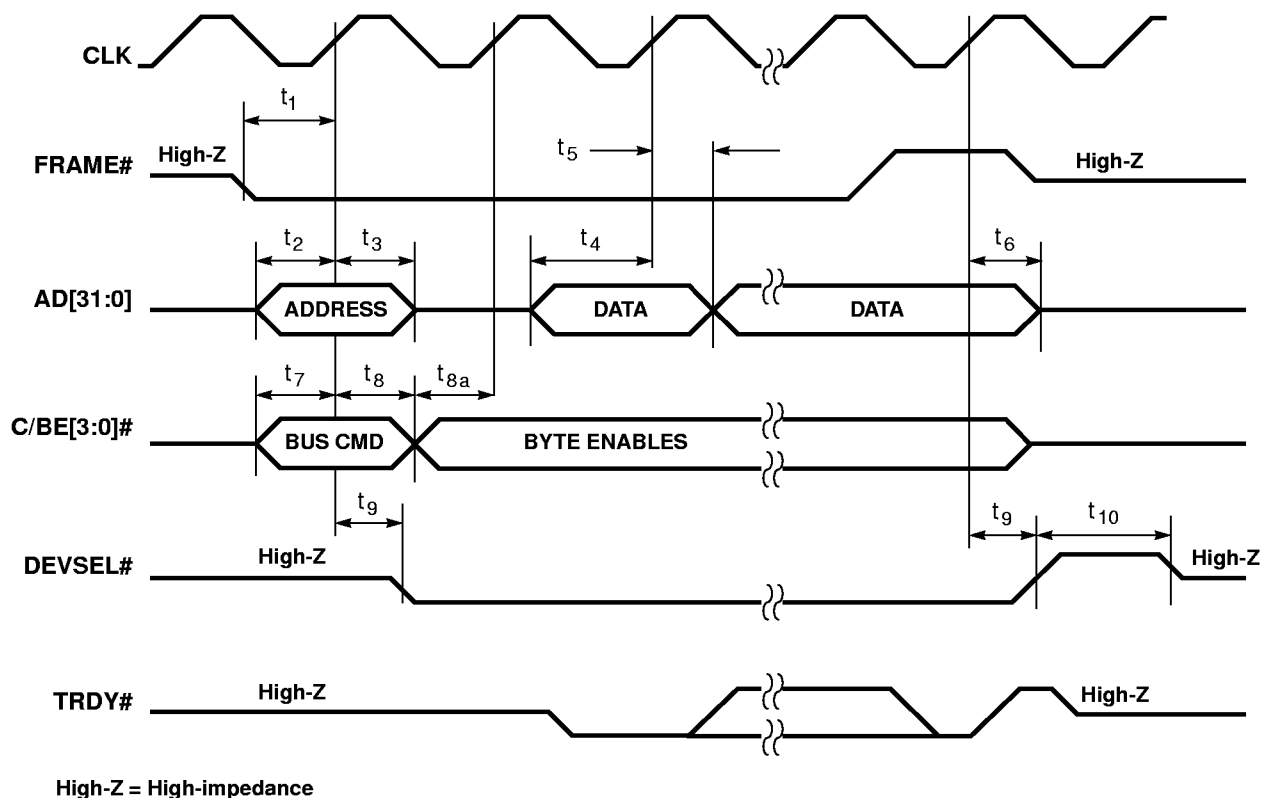 CLK
t1
FRAME#
High-Z
t5
High-Z
t2
t3
t4
t6
AD[31:0]
ADDRESS
DATA
DATA
t7
t8
t8a
C/BE[3:0]#
BUS CMD
BYTE ENABLES
t9
t9
t10
DEVSEL#
High-Z
High-Z
TRDY#
High-Z
High-Z
High-Z = High-impedance